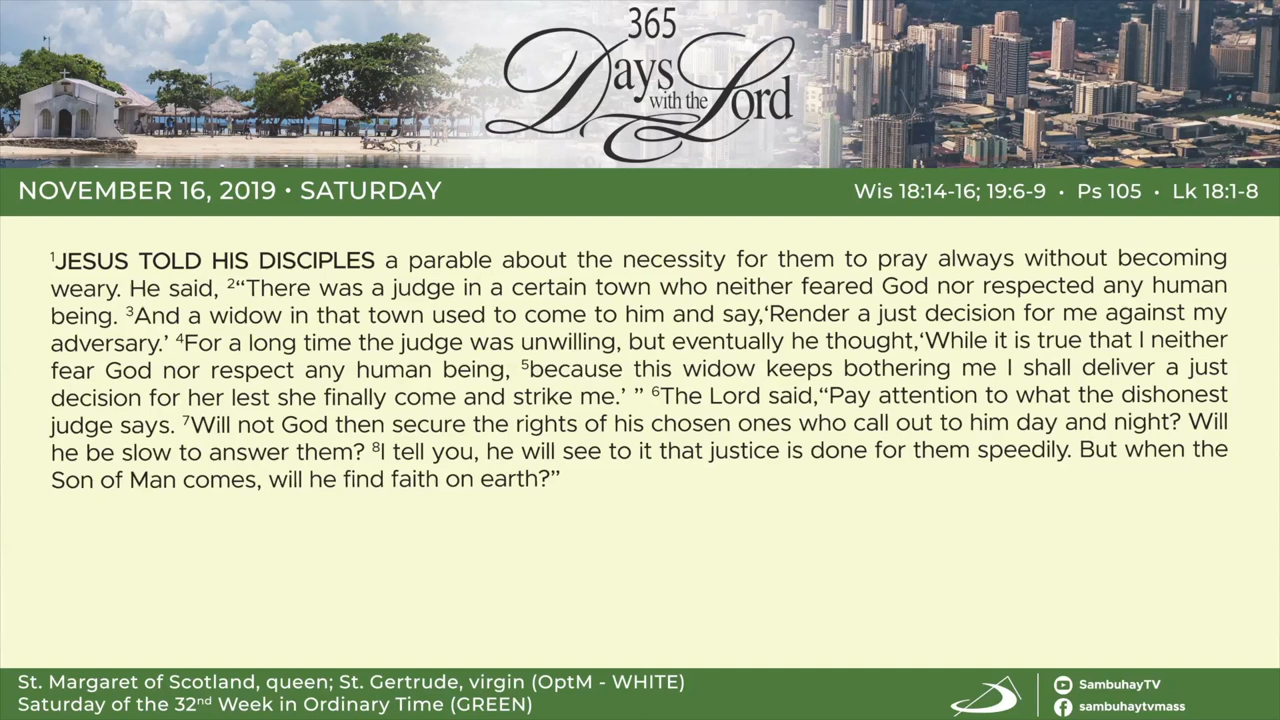 365
Days
with the
Lord
NOVEMBER 16, 2019 • SATURDAY
Wis 18:14-16; 19:6-9 • Ps 105 • Lk 18:1-8
¹JESUS TOLD HIS DISCIPLES a parable about the necessity for them to pray always without becoming
weary. He said, ²“There was a judge in a certain town who neither feared God nor respected any human
being. ³And a widow in that town used to come to him and say,‘Render a just decision for me against my
adversary.’ ⁴For a long time the judge was unwilling, but eventually he thought,‘While it is true that I neither
fear God nor respect any human being, ⁵because this widow keeps bothering me I shall deliver a just
decision for her lest she finally come and strike me.’ ” ⁶The Lord said,“Pay attention to what the dishonest
judge says. ⁷Will not God then secure the rights of his chosen ones who call out to him day and night? Will
he be slow to answer them? ⁸I tell you, he will see to it that justice is done for them speedily. But when the
Son of Man comes, will he find faith on earth?”
St. Margaret of Scotland, queen; St. Gertrude, virgin (OptM - WHITE)
Saturday of the 32ⁿᵈ Week in Ordinary Time (GREEN)
SambuhayTV
sambuhaytvmass